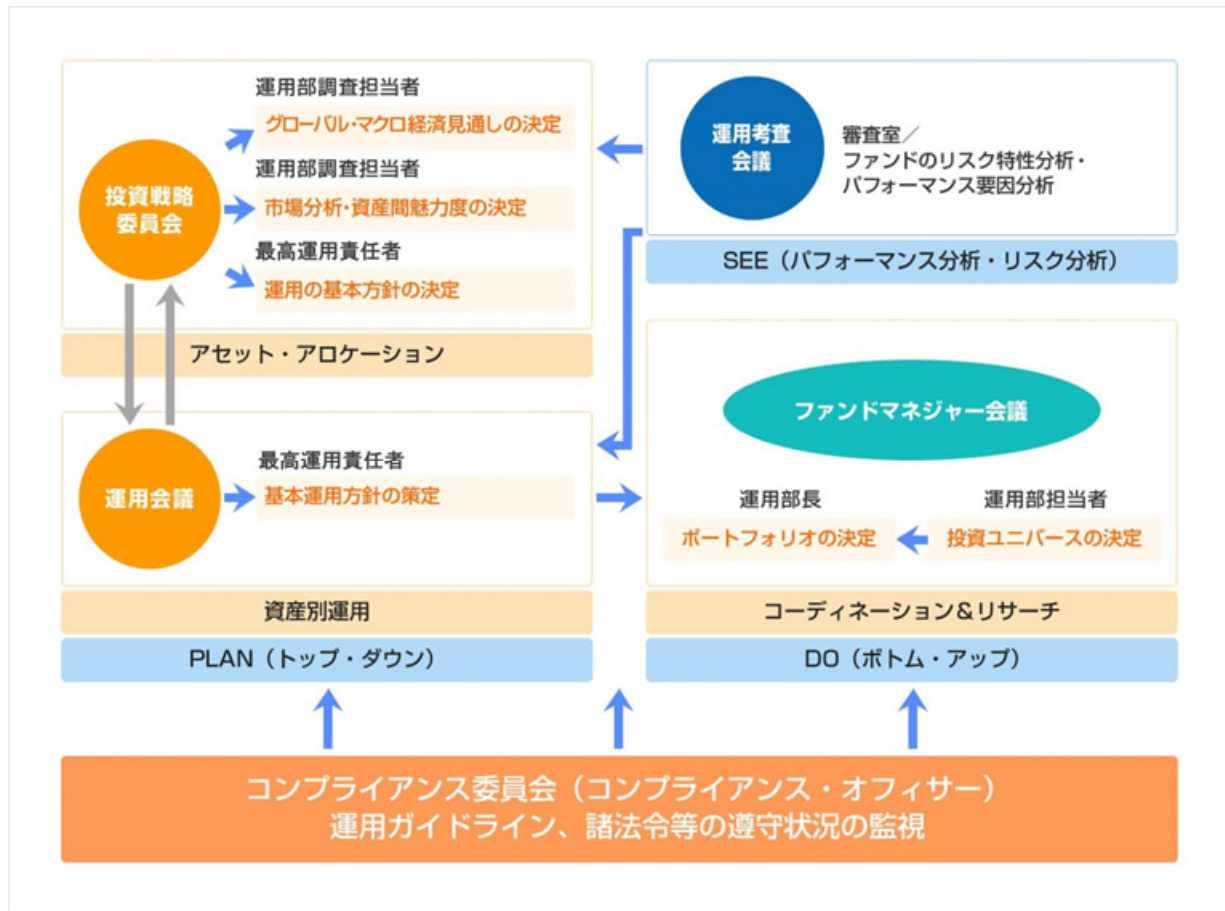 投資戦略
委員会
運用部調査担当者
グローバル・マクロ経済見通しの決定
運用部調査担当者
市場分析・資産間魅力度の決定
最高運用責任者
運用の基本方針の決定
アセット・アロケーション
運用考査
会議
審査室／
ファンドのリスク特性分析・
パフォーマンス要因分析
SEE（パフォーマンス分析・リスク分析）
運用会議
最高運用責任者
基本運用方針の策定
資産別運用
PLAN（トップ・ダウン）
ファンドマネジャー会議
運用部長
ポートフォリオの決定
運用部担当者
投資ユニバースの決定
コーディネーション＆リサーチ
DO（ボトム・アップ）
コンプライアンス委員会（コンプライアンス・オフィサー）
運用ガイドライン、諸法令等の遵守状況の監視